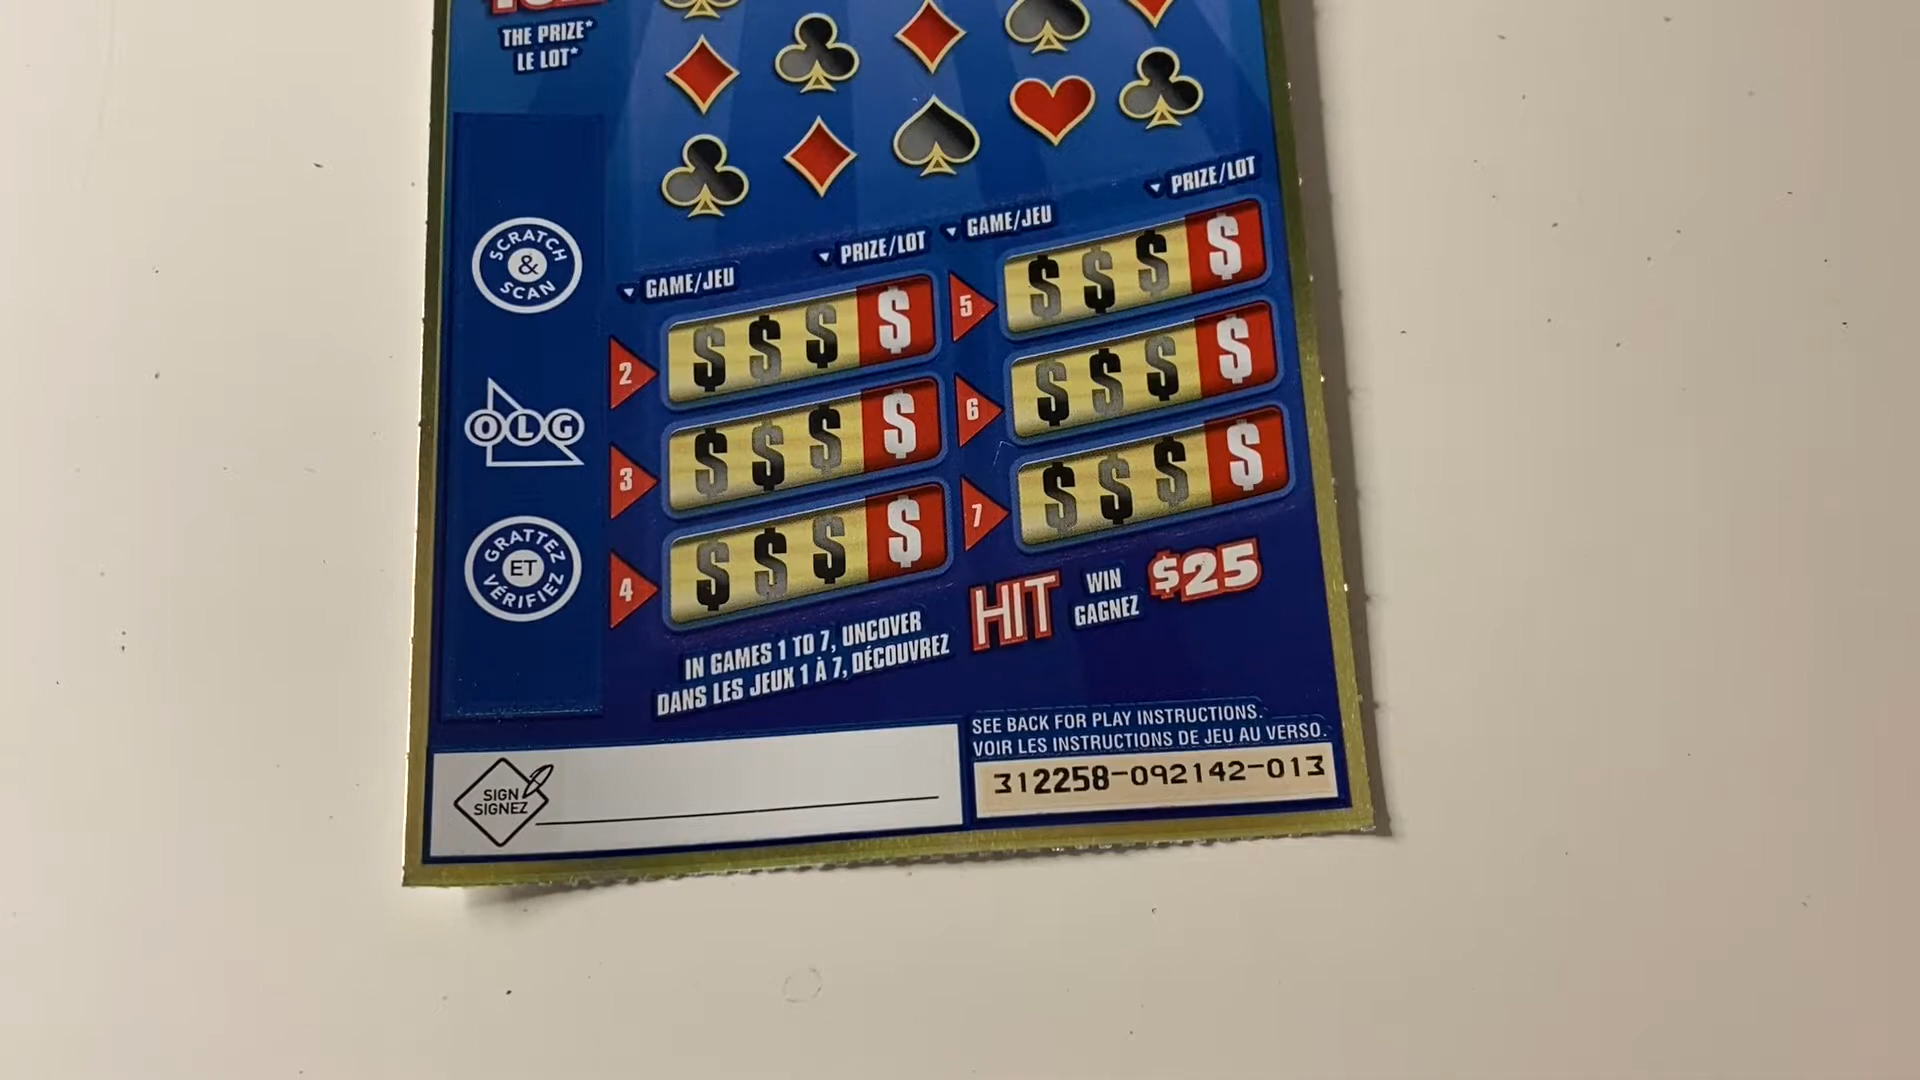 THE PRIZE*
LE LOT*
PRIZE/LOT
GAME/JEU
PRIZE/LOT
GAME/JEU
SCRATCH & SCAN
$ $ $ $
5
$ $ $ $
2
$ $ $ $
6
OLG
$ $ $ $
3
$ $ $ $
7
GRATTEZ ET VÉRIFIEZ
$ $ $ $
4
IN GAMES 1 TO 7, UNCOVER
DANS LES JEUX 1 À 7, DÉCOUVREZ
HIT
WIN
GAGNEZ
$25
SEE BACK FOR PLAY INSTRUCTIONS.
VOIR LES INSTRUCTIONS DE JEU AU VERSO.
312258-092142-013
SIGN
SIGNEZ